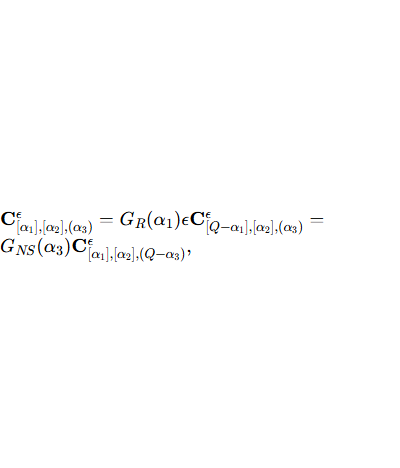 $\mathbf{C}^{\epsilon}_{[\alpha_1],[\alpha_2],(\alpha_3)} = G_R(\alpha_1)\epsilon \mathbf{C}^{\epsilon}_{[Q-\alpha_1],[\alpha_2],(\alpha_3)} =$
$G_{NS}(\alpha_3)\mathbf{C}^{\epsilon}_{[\alpha_1],[\alpha_2],(Q-\alpha_3)},$